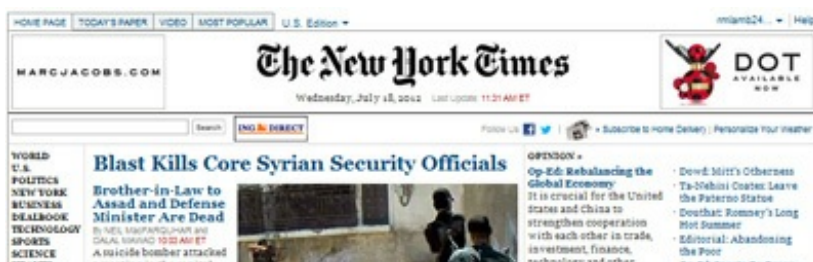 HOME PAGE TODAY'S PAPER VIDEO MOST POPULAR U.S. Edition
rmlamb24... Help
MARCJACOBS.COM
The New York Times
DOT
AVAILABLE
NOW
Wednesday, July 18, 2012 Last Update: 11:31 AM ET
Search ING DIRECT Follow Us Subscribe to Home Delivery | Personalize Your Weather
WORLD
U.S.
POLITICS
NEW YORK
BUSINESS
DEALBOOK
TECHNOLOGY
SPORTS
SCIENCE
Blast Kills Core Syrian Security Officials
Brother-in-Law to
Assad and Defense
Minister Are Dead
By NEIL MacFARQUHAR and
DALAL MAWAD 10:33 AM ET
A suicide bomber attacked
OPINION »
Op-Ed: Rebalancing the
Global Economy
It is crucial for the United
States and China to
strengthen cooperation
with each other in trade,
investment, finance,
technology and other
· Dowd: Mitt's Otherness
· Ta-Nehisi Coates: Leave
the Paterno Statue
· Douthat: Romney's Long
Hot Summer
· Editorial: Abandoning
the Poor